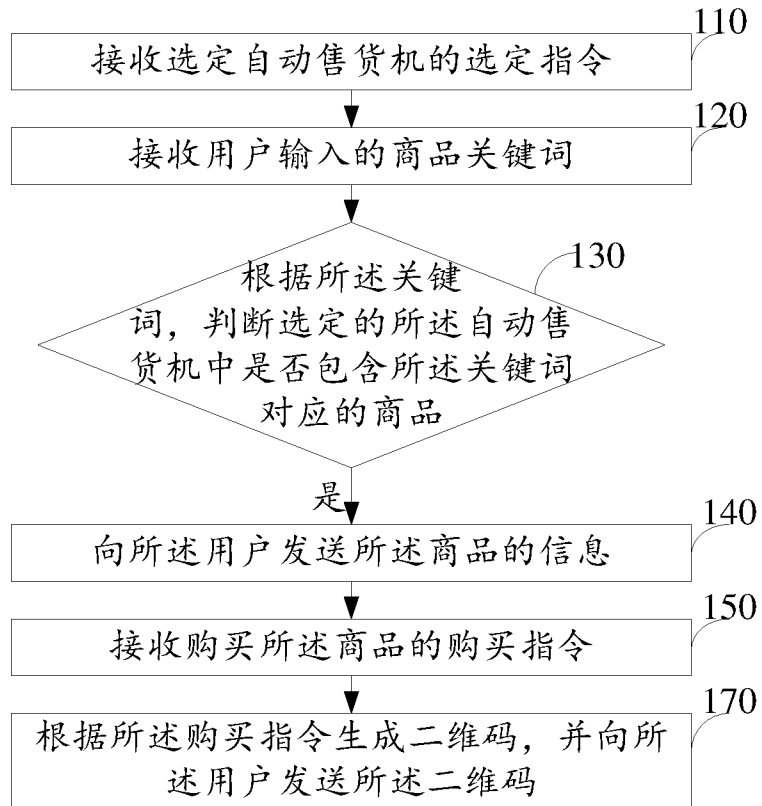 110
接收选定自动售货机的选定指令
120
接收用户输入的商品关键词
130
根据所述关键
词，判断选定的所述自动售
货机中是否包含所述关键词
对应的商品
是
140
向所述用户发送所述商品的信息
150
接收购买所述商品的购买指令
170
根据所述购买指令生成二维码，并向所
述用户发送所述二维码